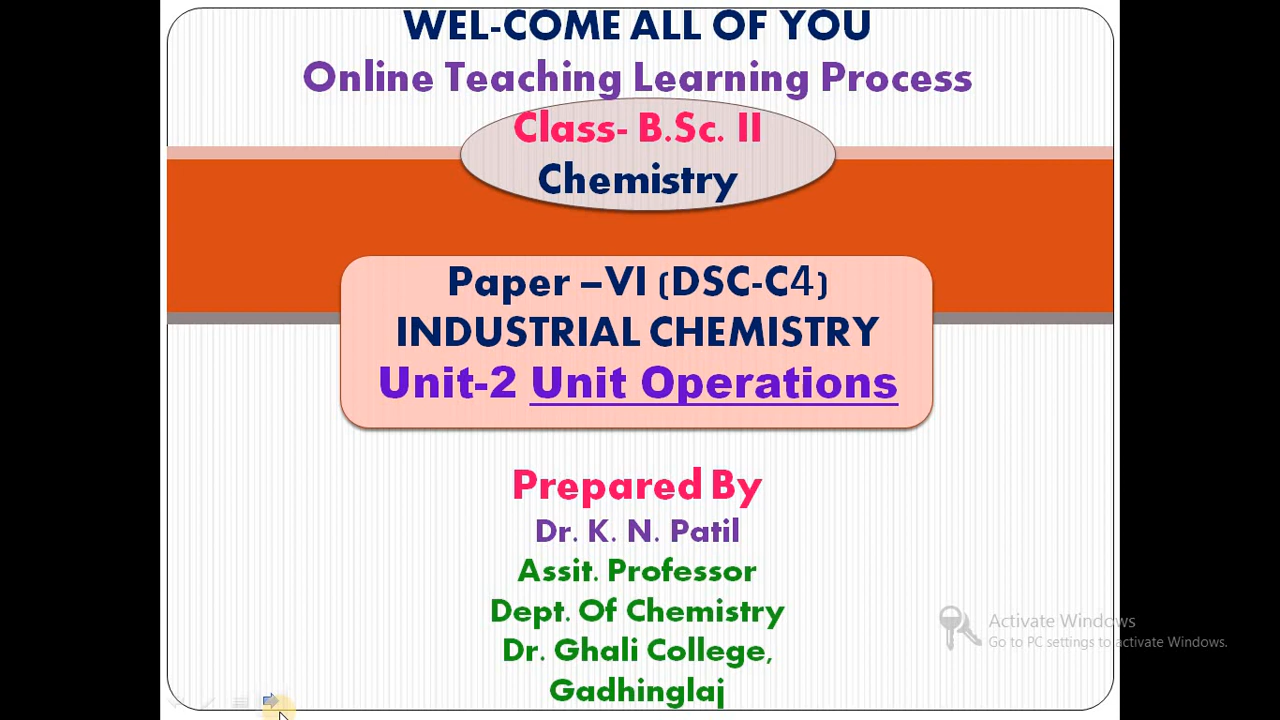 WEL-COME ALL OF YOU
Online Teaching Learning Process
Class- B.Sc. II
Chemistry
Paper –VI (DSC-C4)
INDUSTRIAL CHEMISTRY
Unit-2 Unit Operations
Prepared By
Dr. K. N. Patil
Assit. Professor
Dept. Of Chemistry
Dr. Ghali College,
Gadhinglaj
Activate Windows
Go to PC settings to activate Windows.